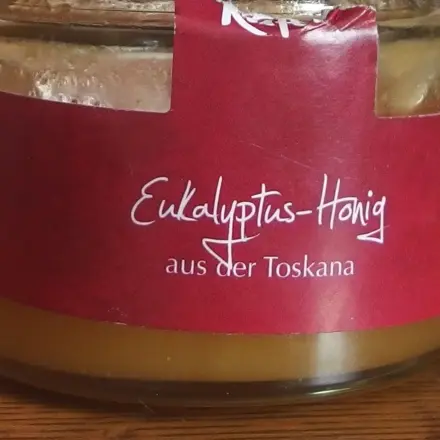 Eukalyptus-Honig
aus der Toskana